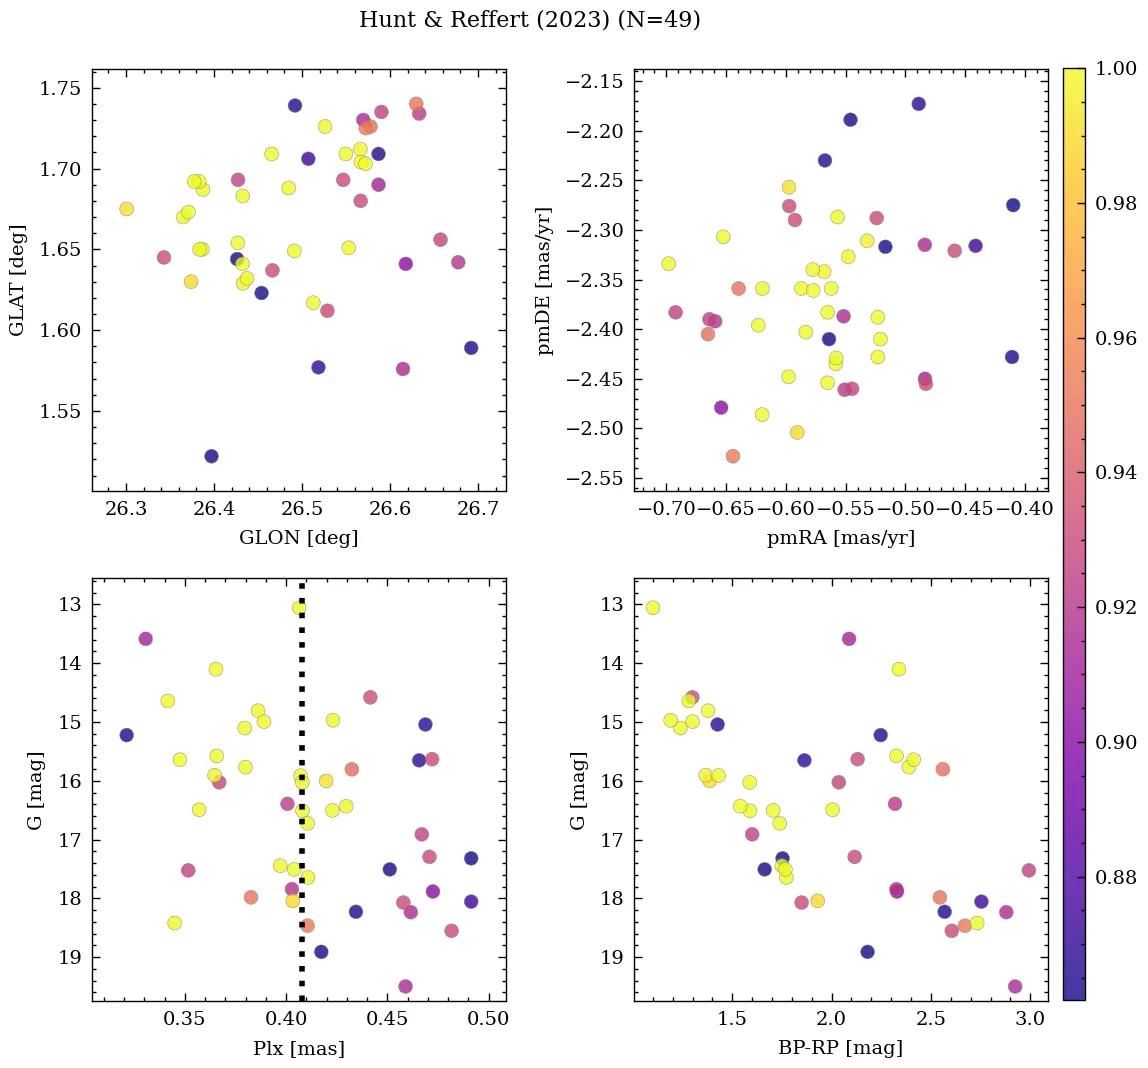 Hunt & Reffert (2023) (N=49)
1.75
1.70
1.65
1.60
1.55
GLAT [deg]
26.3 26.4 26.5 26.6 26.7
GLON [deg]
−2.15
−2.20
−2.25
−2.30
−2.35
−2.40
−2.45
−2.50
−2.55
pmDE [mas/yr]
−0.70 −0.65 −0.60 −0.55 −0.50 −0.45 −0.40
pmRA [mas/yr]
13
14
15
16
17
18
19
G [mag]
0.35 0.40 0.45 0.50
Plx [mas]
13
14
15
16
17
18
19
G [mag]
1.5 2.0 2.5 3.0
BP-RP [mag]
1.00
0.98
0.96
0.94
0.92
0.90
0.88